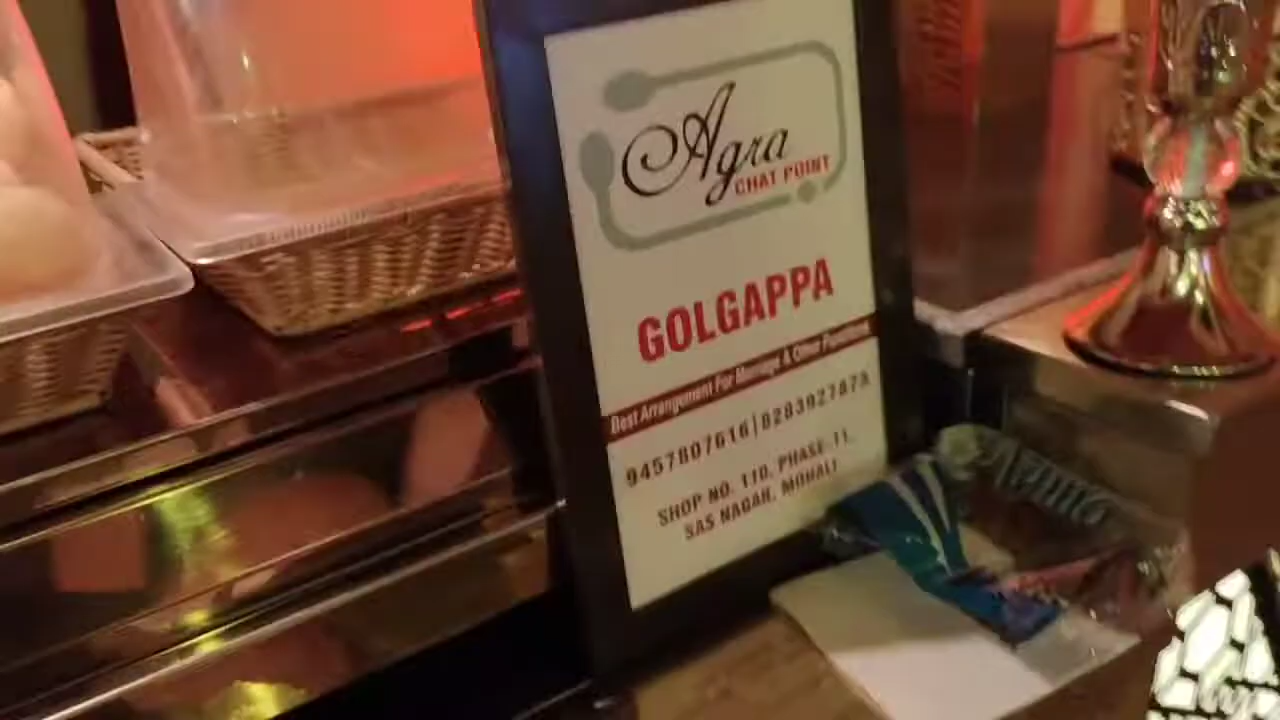 Agra
CHAT POINT
GOLGAPPA
Best Arrangement For Marriage & Other
9457807616|8283927873
SHOP NO. 110, PHASE-11,
SAS NAGAR, MOHALI